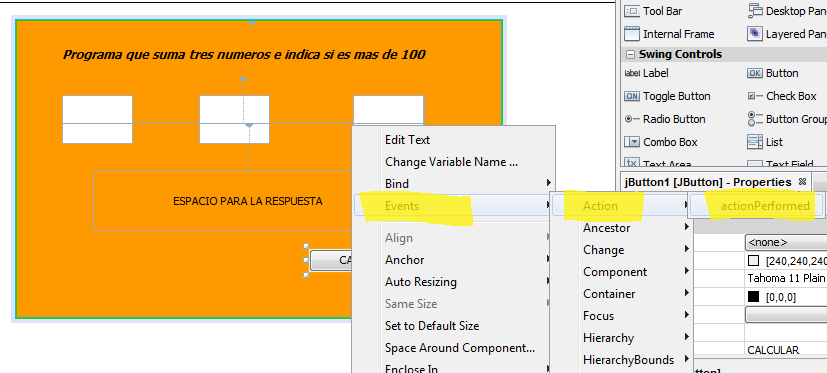 Programa que suma tres numeros e indica si es mas de 100
ESPACIO PARA LA RESPUESTA
CA
Edit Text
Change Variable Name ...
Bind
Events
Align
Anchor
Auto Resizing
Same Size
Set to Default Size
Space Around Component...
Enclose In
Action
Ancestor
Change
Component
Container
Focus
Hierarchy
HierarchyBounds
actionPerformed
Tool Bar
Desktop Pan
Internal Frame
Layered Pan
Swing Controls
label Label
OK Button
ON Toggle Button
Check Box
Radio Button
Button Group
Combo Box
List
Text Area
Text Field
jButton1 [JButton] - Properties
<none>
[240,240,240
Tahoma 11 Plain
[0,0,0]
CALCULAR
tton]